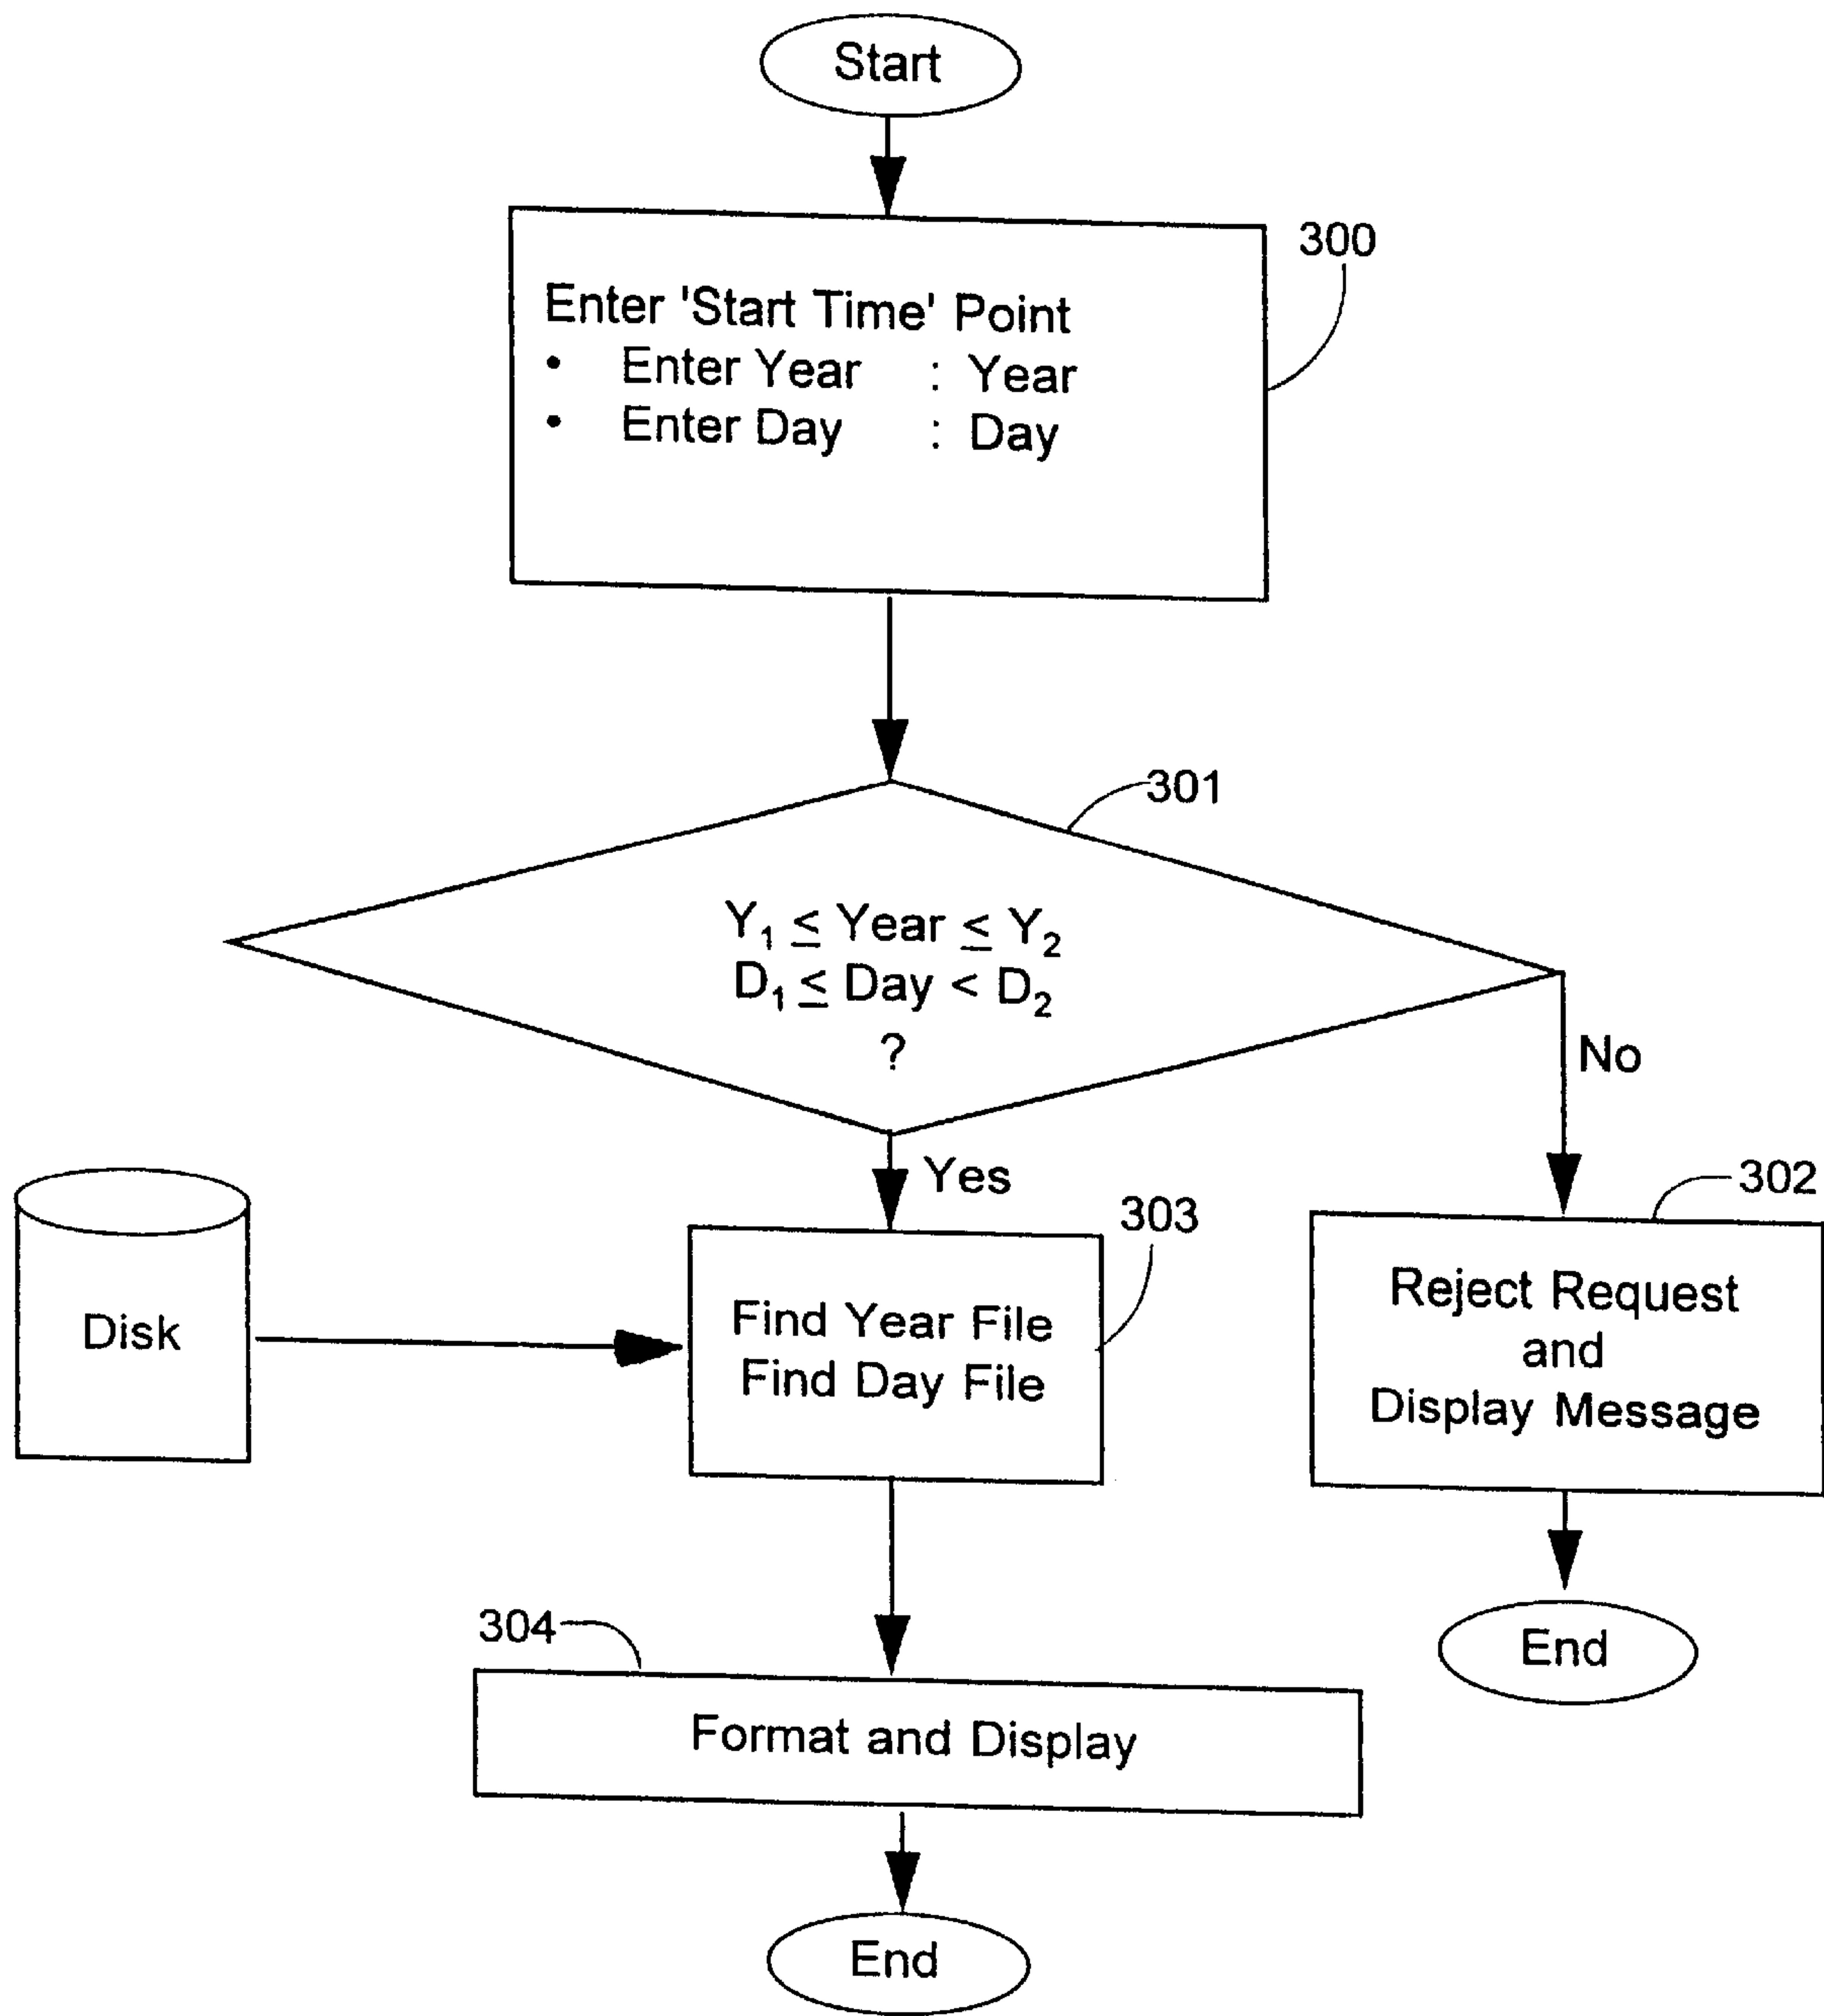 Start
300
Enter 'Start Time' Point
• Enter Year : Year
• Enter Day : Day
301
Y₁ ≤ Year ≤ Y₂
D₁ ≤ Day < D₂
?
No
Yes
302
303
Disk
Find Year File
Find Day File
Reject Request
and
Display Message
304
End
Format and Display
End